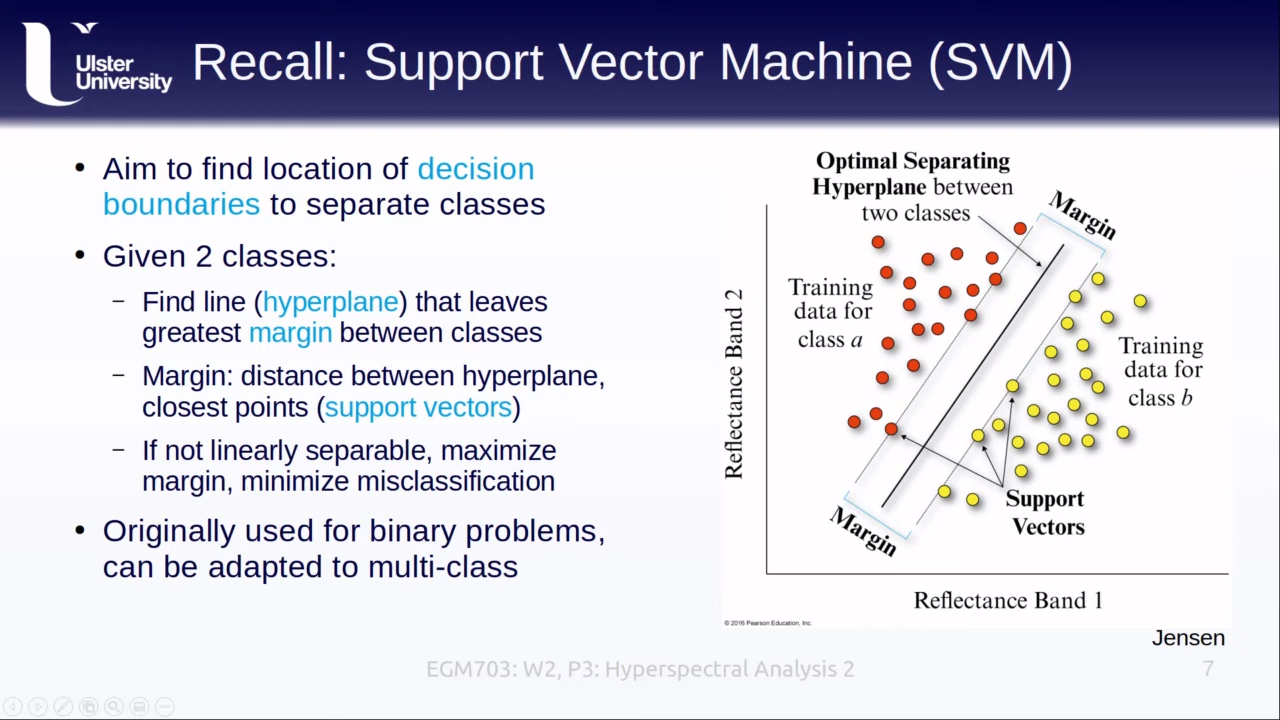 Ulster
University
Recall: Support Vector Machine (SVM)
• Aim to find location of decision
boundaries to separate classes
• Given 2 classes:
– Find line (hyperplane) that leaves
greatest margin between classes
– Margin: distance between hyperplane,
closest points (support vectors)
– If not linearly separable, maximize
margin, minimize misclassification
• Originally used for binary problems,
can be adapted to multi-class
Optimal Separating
Hyperplane between
two classes
Margin
Training
data for
class a
Training
data for
class b
Support
Vectors
Margin
Reflectance Band 2
Reflectance Band 1
© 2016 Pearson Education, Inc.
Jensen
EGM703: W2, P3: Hyperspectral Analysis 2
7